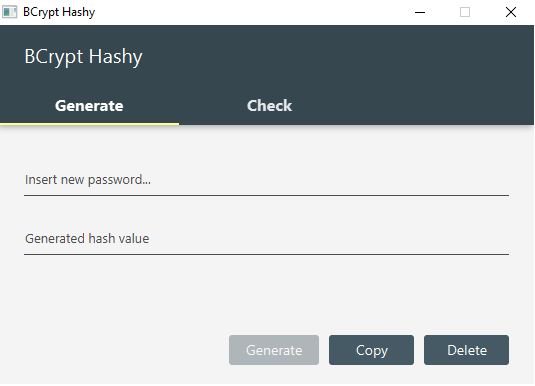 BCrypt Hashy
BCrypt Hashy
Generate Check
Insert new password...
Generated hash value
Generate Copy Delete